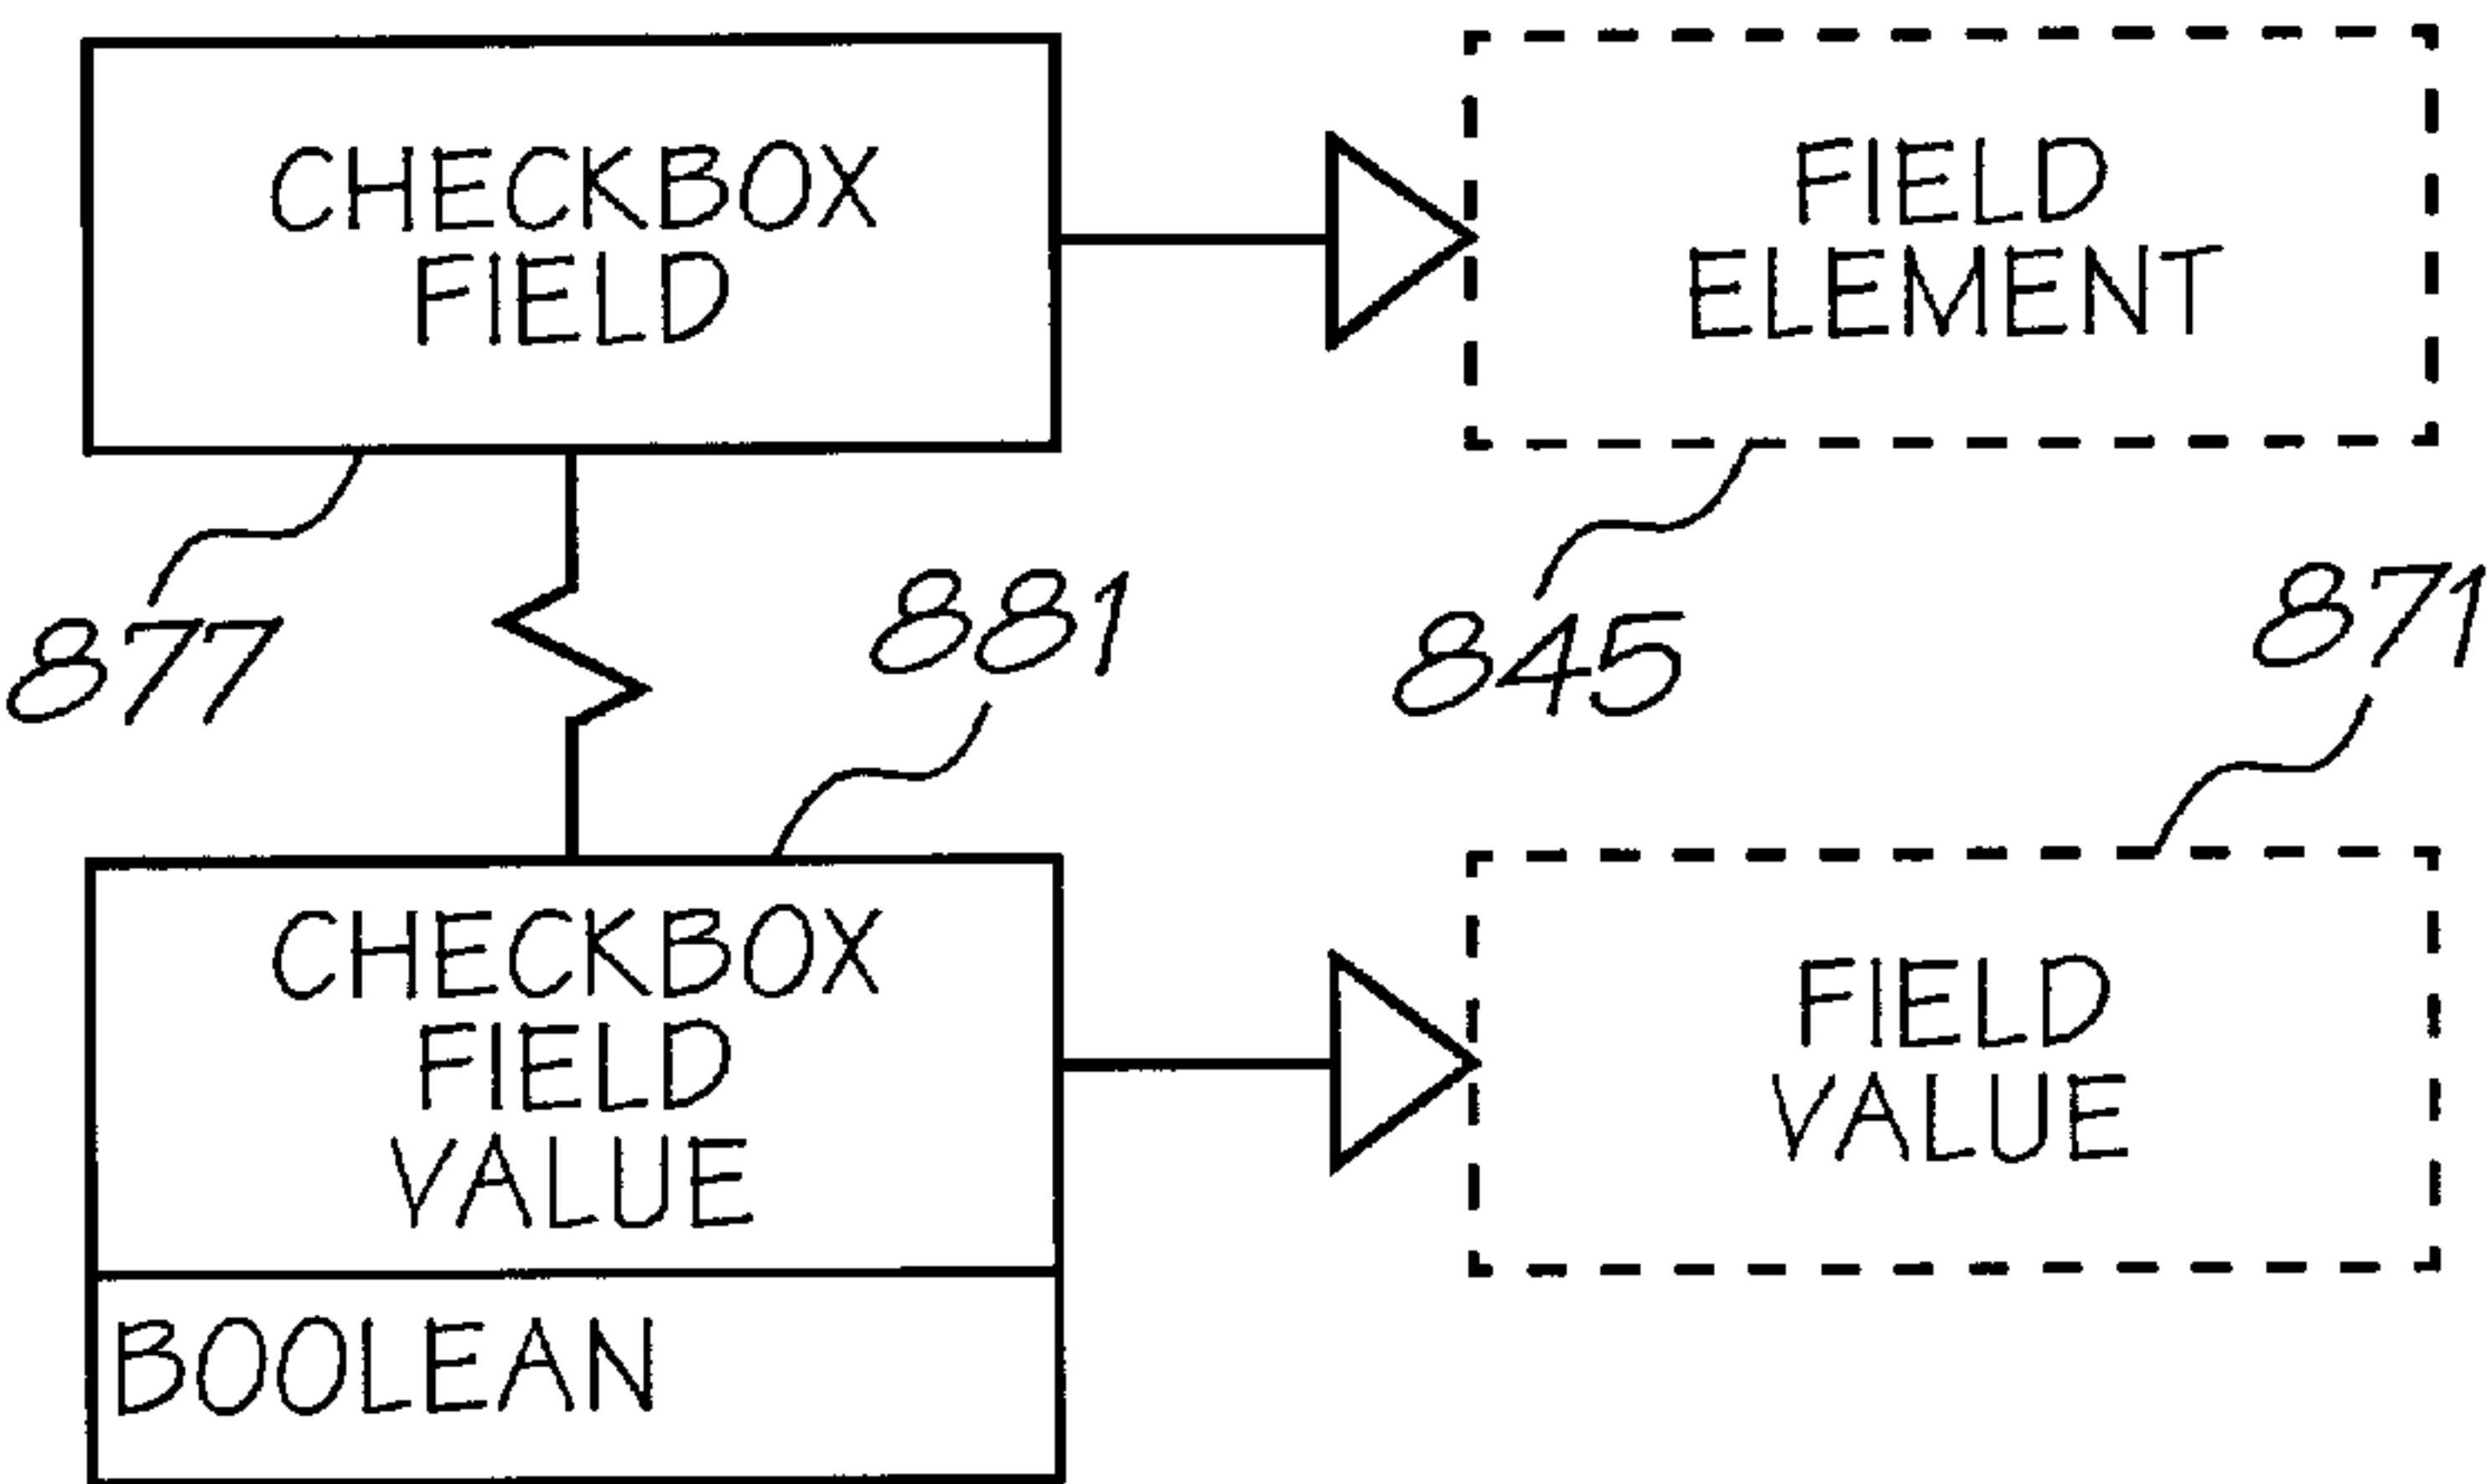 CHECKBOX
FIELD
FIELD
ELEMENT
877
881
845
871
CHECKBOX
FIELD
VALUE
FIELD
VALUE
BOOLEAN